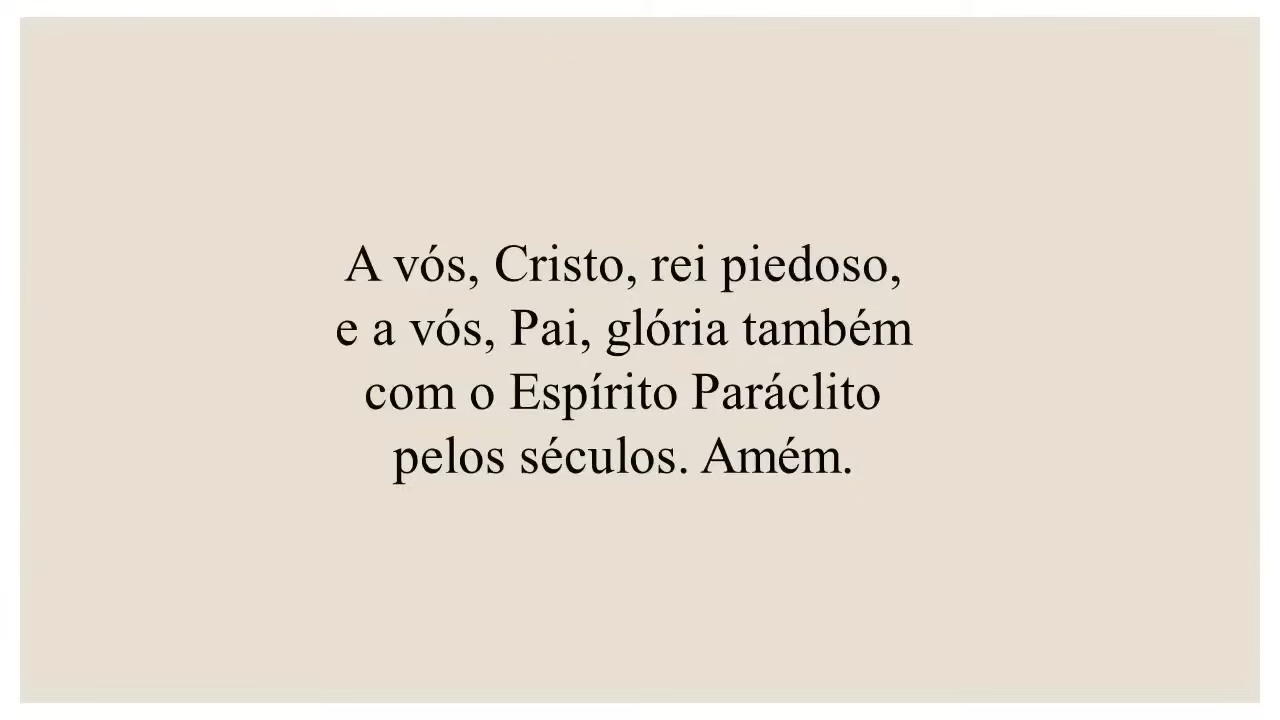 A vós, Cristo, rei piedoso,
e a vós, Pai, glória também
com o Espírito Paráclito
pelos séculos. Amém.